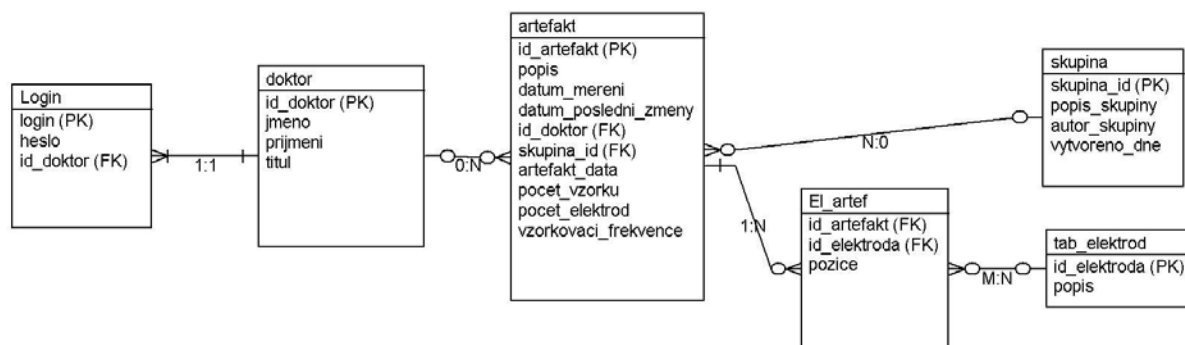 Login
login (PK)
heslo
id_doktor (FK)
1:1
doktor
id_doktor (PK)
jmeno
prijmeni
titul
0:N
artefakt
id_artefakt (PK)
popis
datum_mereni
datum_posledni_zmeny
id_doktor (FK)
skupina_id (FK)
artefakt_data
pocet_vzorku
pocet_elektrod
vzorkovaci_frekvence
N:0
skupina
skupina_id (PK)
popis_skupiny
autor_skupiny
vytvoreno_dne
1:N
El_artef
id_artefakt (FK)
id_elektroda (FK)
pozice
M:N
tab_elektrod
id_elektroda (PK)
popis